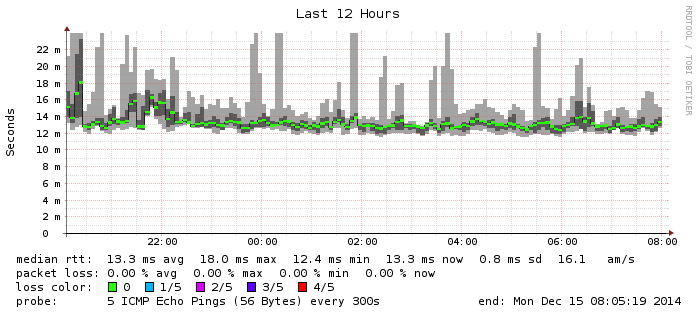 Last 12 Hours
RRDTOOL / TOBI OETIKER
Seconds
22 m
20 m
18 m
16 m
14 m
12 m
10 m
8 m
6 m
4 m
2 m
0
22:00 00:00 02:00 04:00 06:00 08:00
median rtt: 13.3 ms avg 18.0 ms max 12.4 ms min 13.3 ms now 0.8 ms sd 16.1 am/s
packet loss: 0.00 % avg 0.00 % max 0.00 % min 0.00 % now
loss color: 0 1/5 2/5 3/5 4/5
probe: 5 ICMP Echo Pings (56 Bytes) every 300s end: Mon Dec 15 08:05:19 2014